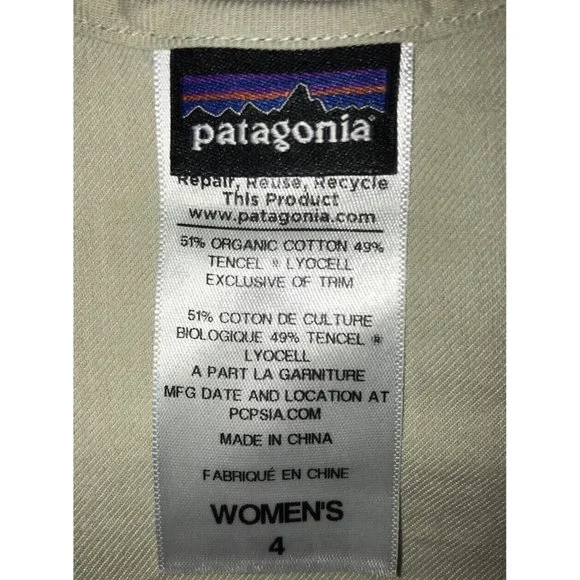 patagonia®
Repair, Reuse, Recycle
This Product
www.patagonia.com
51% ORGANIC COTTON 49%
TENCEL ® LYOCELL
EXCLUSIVE OF TRIM
51% COTON DE CULTURE
BIOLOGIQUE 49% TENCEL ®
LYOCELL
A PART LA GARNITURE
MFG DATE AND LOCATION AT
PCPSIA.COM
MADE IN CHINA
FABRIQUÉ EN CHINE
WOMEN'S
4